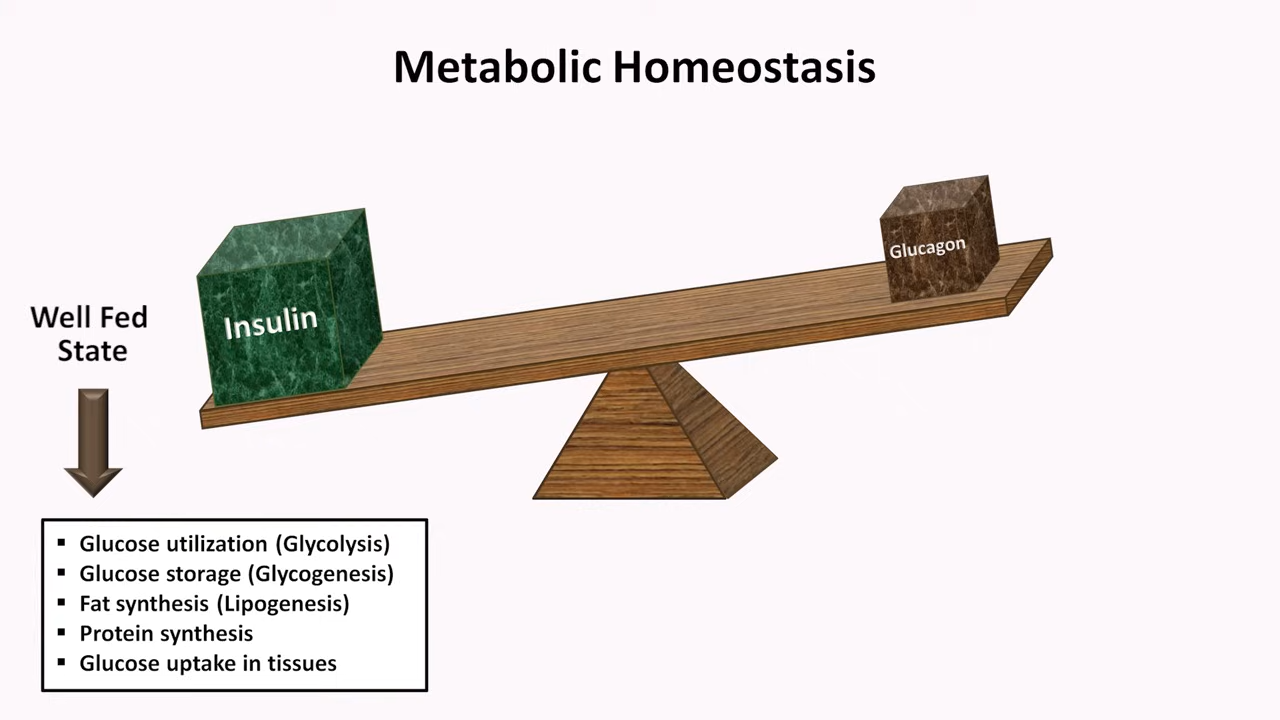 Metabolic Homeostasis
Glucagon
Insulin
Well Fed
State
▪ Glucose utilization (Glycolysis)
▪ Glucose storage (Glycogenesis)
▪ Fat synthesis (Lipogenesis)
▪ Protein synthesis
▪ Glucose uptake in tissues